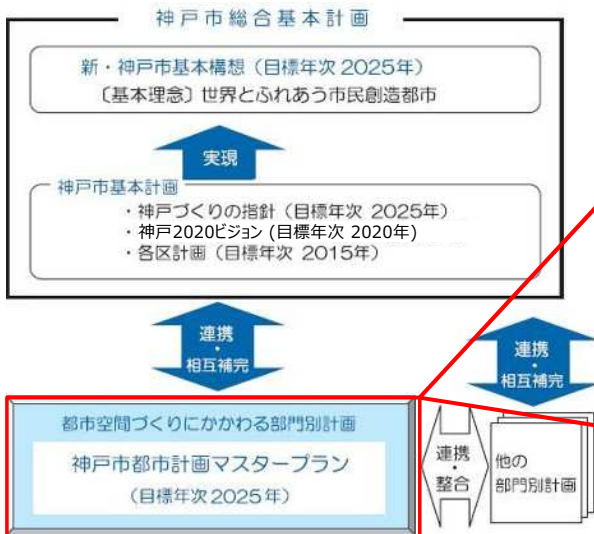 神戸市総合基本計画
新・神戸市基本構想（目標年次 2025年）
〔基本理念〕世界とふれあう市民創造都市
実現
神戸市基本計画
・神戸づくりの指針（目標年次 2025年）
・神戸2020ビジョン (目標年次 2020年)
・各区計画（目標年次 2015年）
連携
・
相互補完
連携
・
相互補完
都市空間づくりにかかわる部門別計画
神戸市都市計画マスタープラン
（目標年次2025年）
連携
・
整合
他の
部門別計画